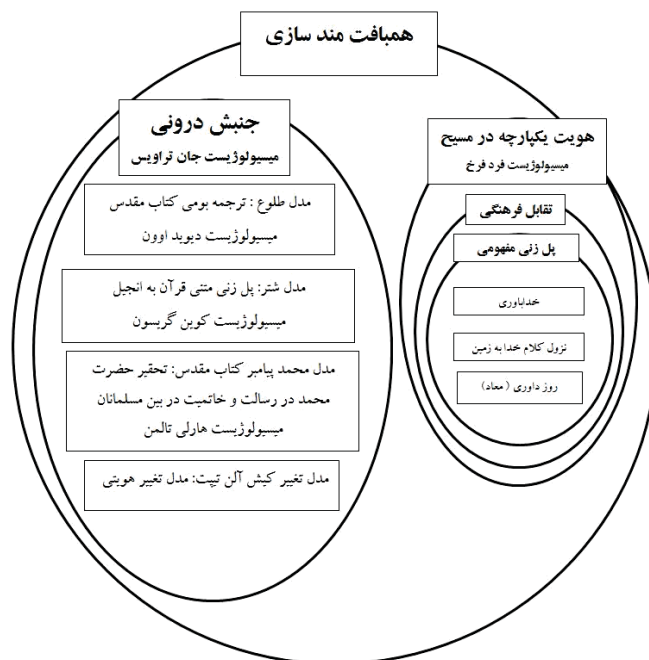 همبافت مند سازی
هویت یکپارچه در مسیح
میسیولوژیست فرد فرخ
تقابل فرهنگی
پل زنی مفهومی
خداباوری
نزول کلام خدا به زمین
روز داوری ( معاد)
جنبش درونی
میسیولوژیست جان تراویس
مدل طلوع : ترجمه بومی کتاب مقدس
میسیولوژیست دیوید اوون
مدل شتر: پل زنی متنی قرآن به انجیل
میسیولوژیست کوین گریسون
مدل محمد پیامبر کتاب مقدس: تحقیر حضرت
محمد در رسالت و خاتمیت در بین مسلمانان
میسیولوژیست هارلی تالمن
مدل تغییر کیش آلن تیپت: مدل تغییر هویتی